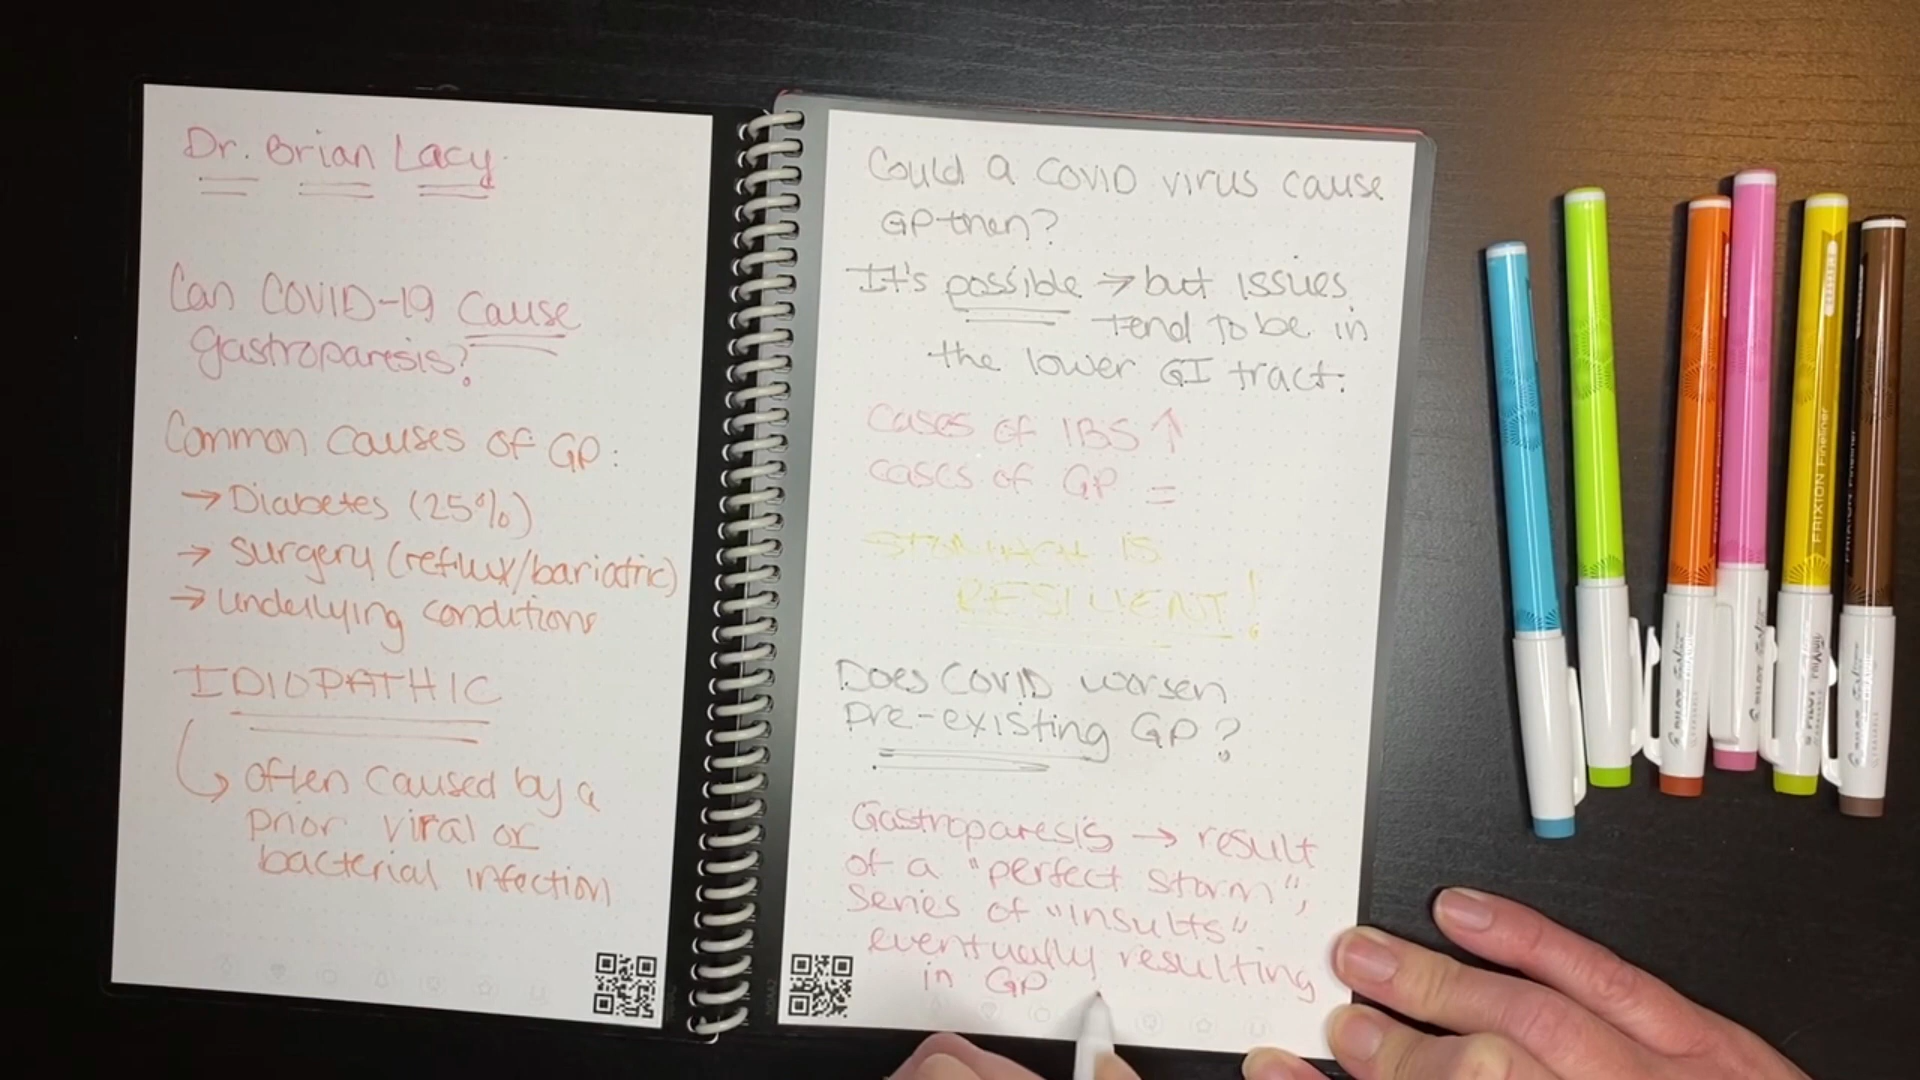 Dr. Brian Lacy
Can COVID-19 Cause
gastroparesis?
Common Causes of GP:
→ Diabetes (25%)
→ surgery (reflux/bariatric)
→ Underlying conditions
IDIOPATHIC
often caused by a
prior viral or
bacterial infection
Could a COVID virus cause
GP then?
It's possible → but issues
tend to be in
the lower GI tract.
Cases of IBS ↑
cases of GP =
STOMACH IS
RESILIENT!
Does COVID worsen
pre-existing GP?
Gastroparesis → result
of a "perfect storm";
series of "insults"
eventually resulting
in GP
FRIXION Fineliner